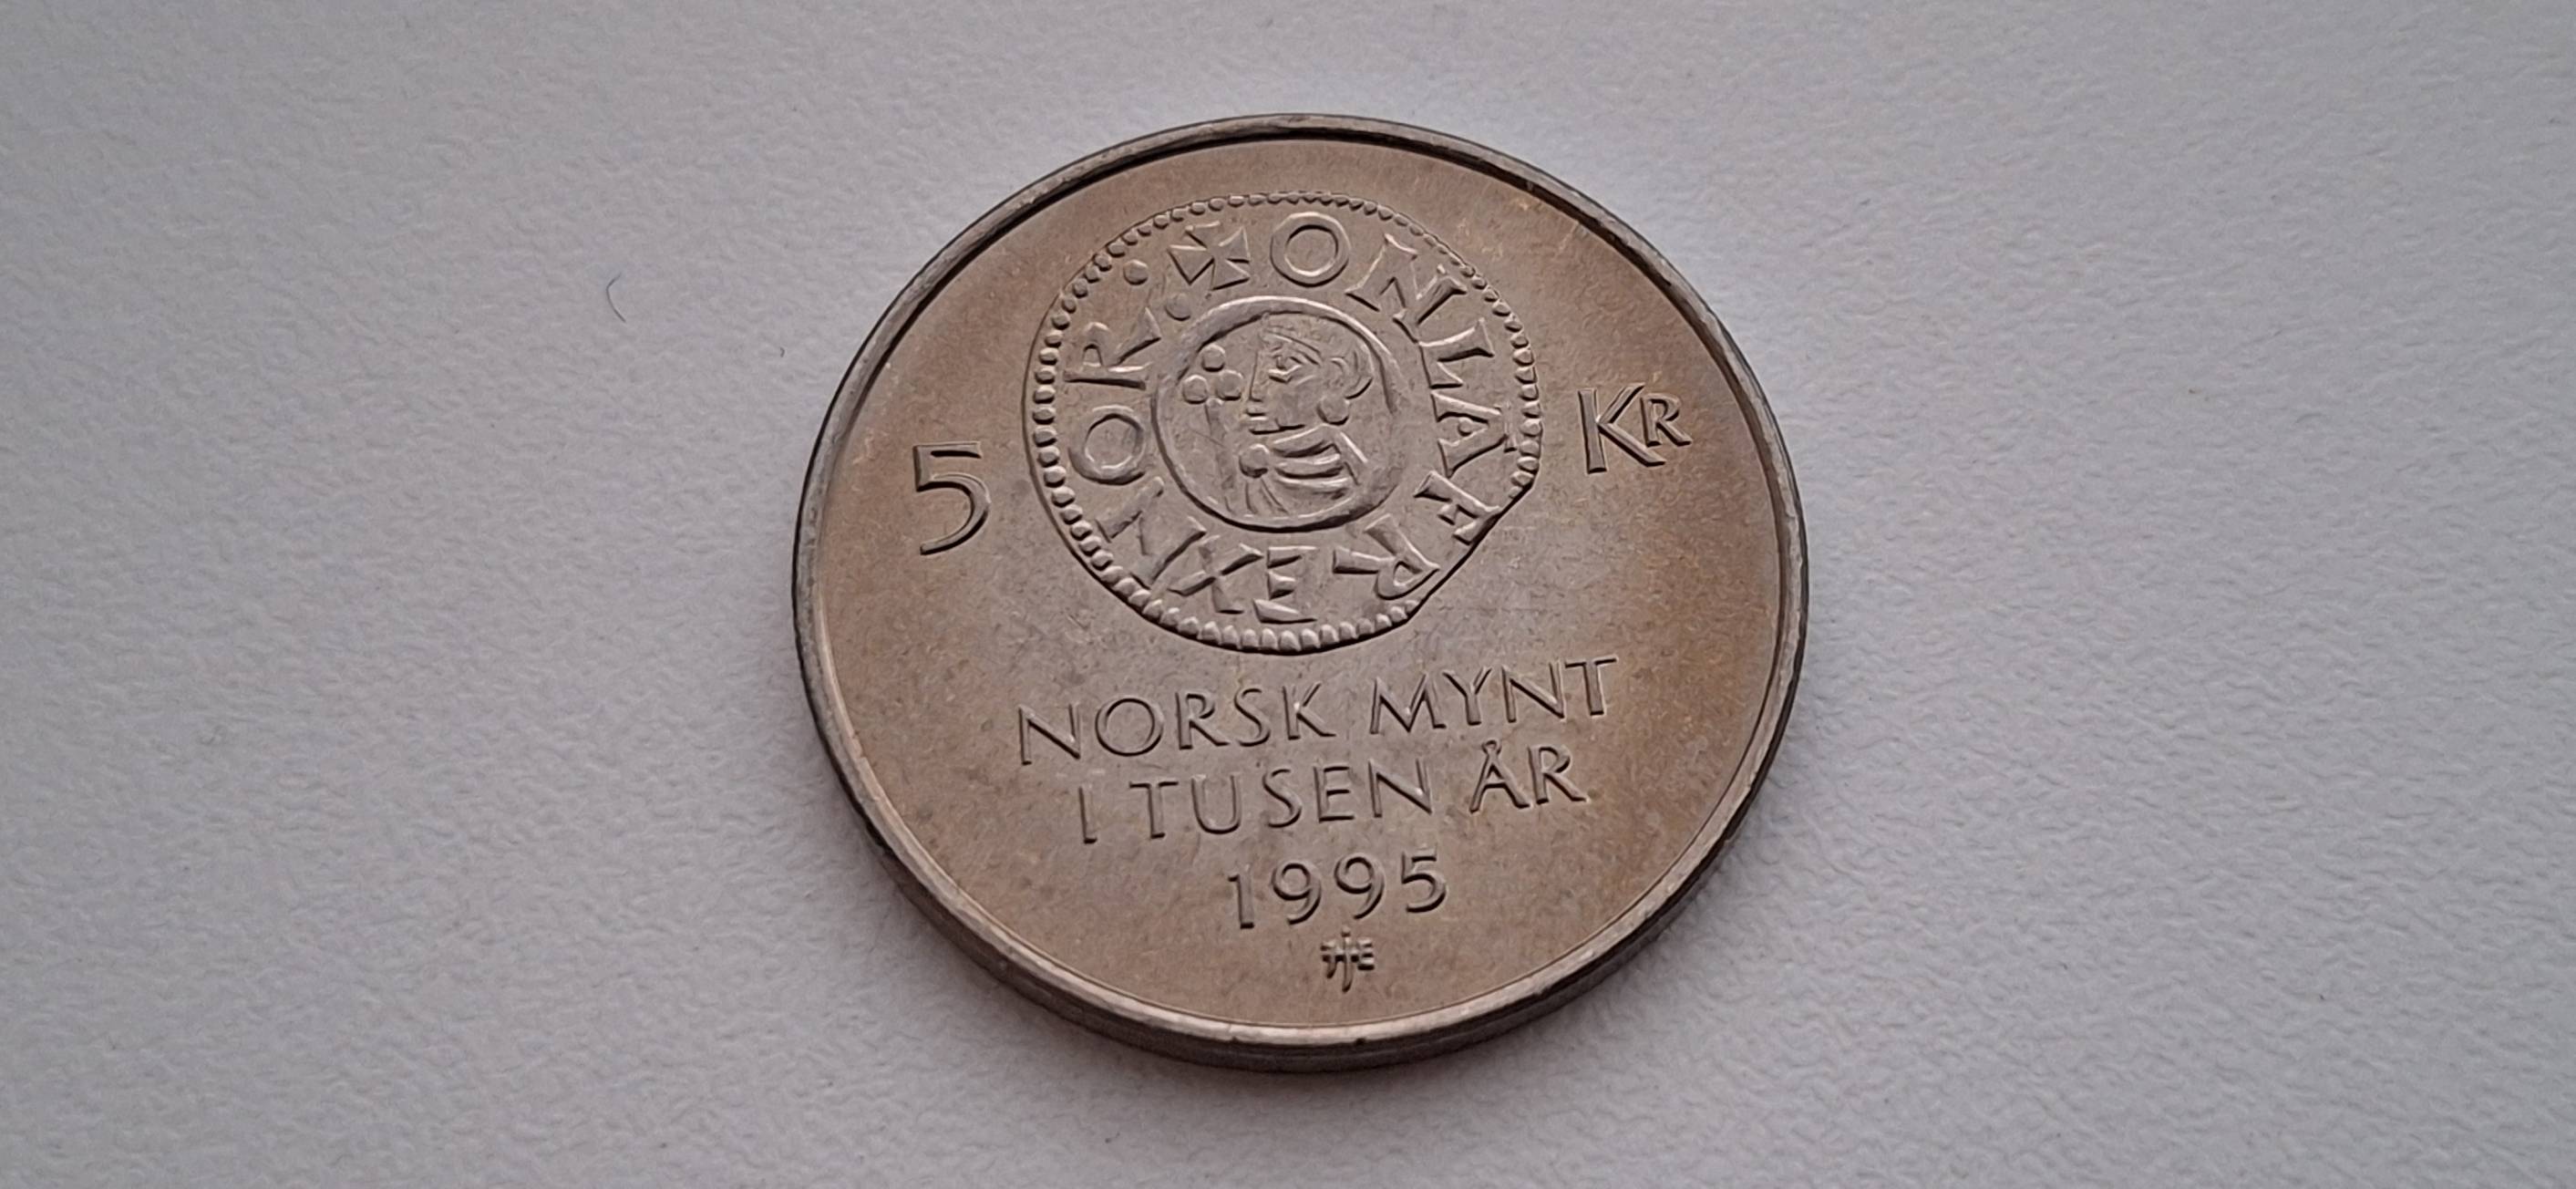 ✠ ONLAF REX NOR
5 KR
NORSK MYNT
I TUSEN ÅR
1995